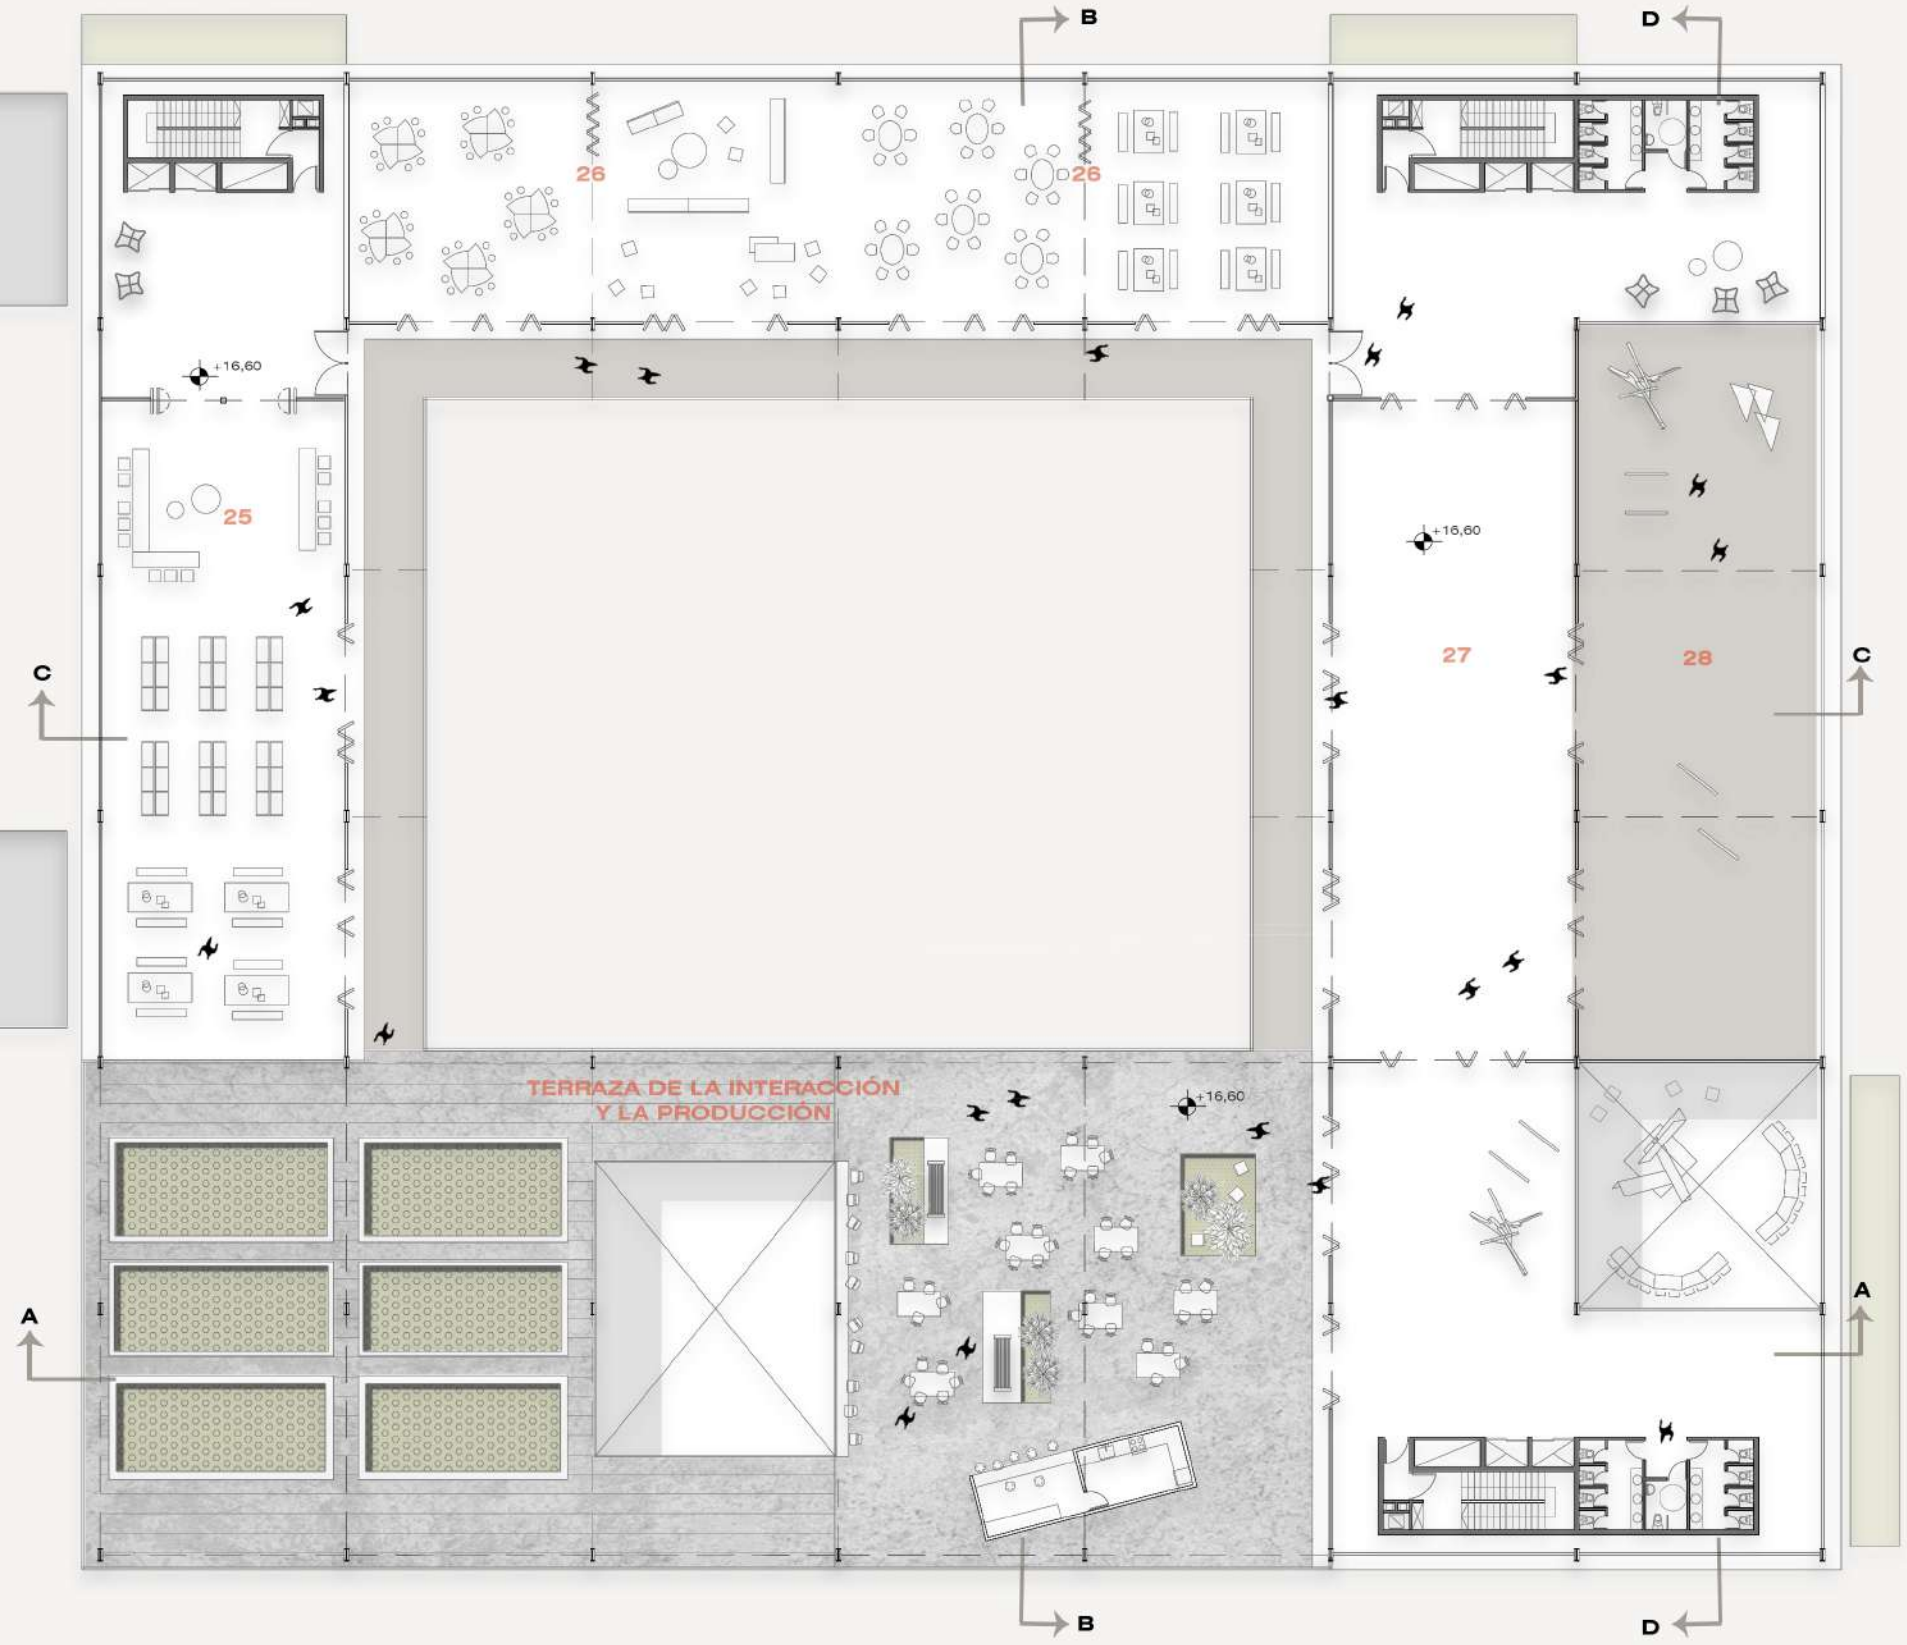 B
D
26
26
+16,60
25
+16,60
27
28
C
C
TERRAZA DE LA INTERACCIÓN
Y LA PRODUCCIÓN
+16,60
A
A
B
D